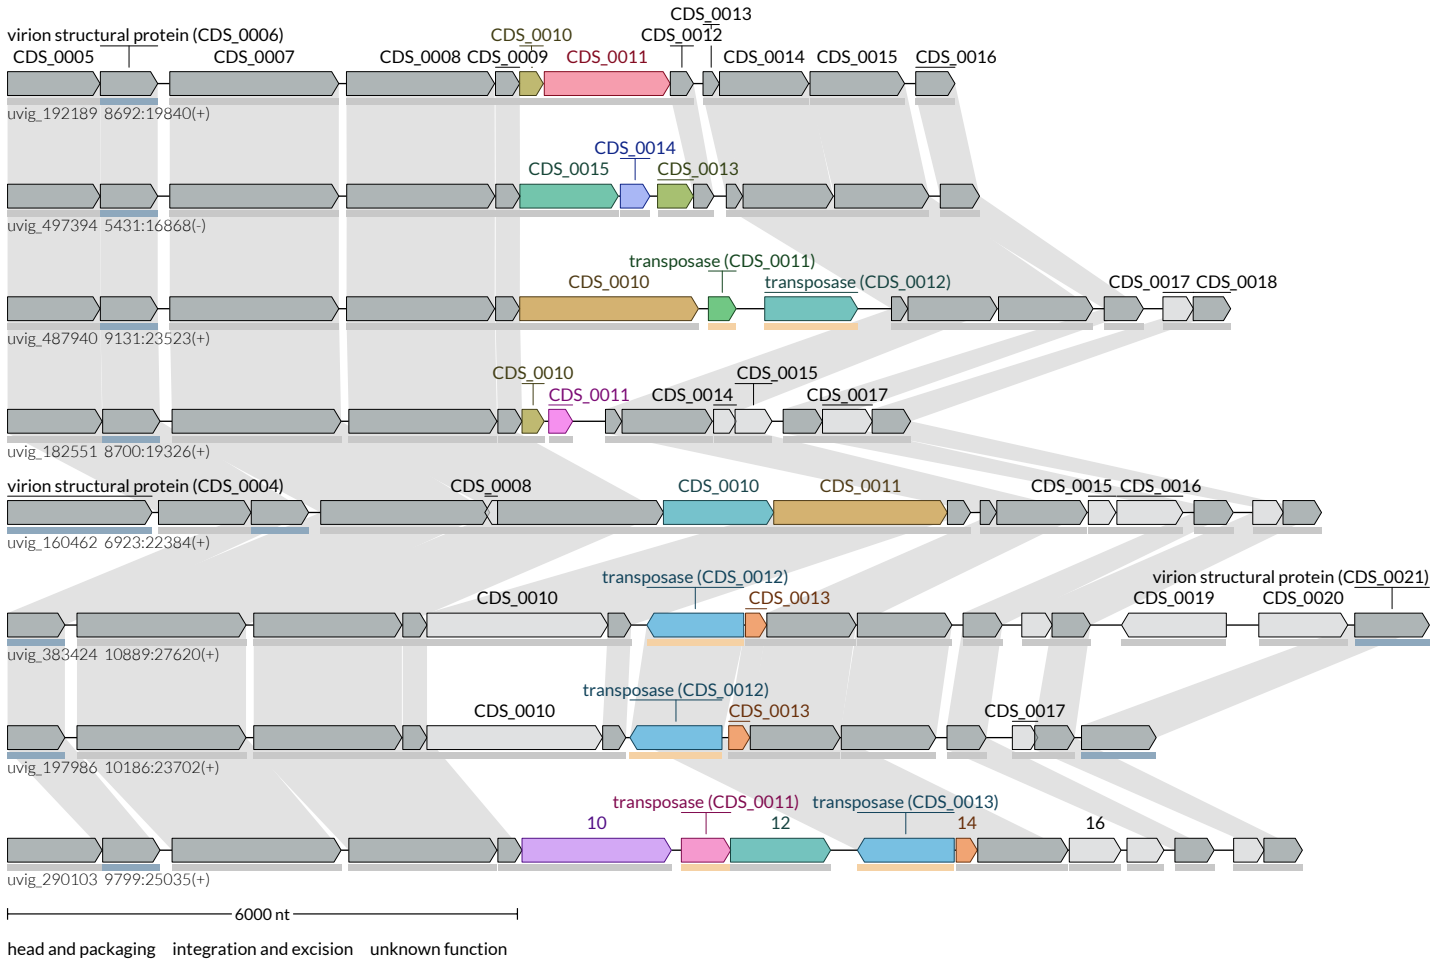 CDS_0013
virion structural protein (CDS_0006) CDS_0010 CDS_0012
CDS_0005 CDS_0007 CDS_0008 CDS_0009 CDS_0011 CDS_0014 CDS_0015 CDS_0016
uvig_192189 8692:19840(+)
CDS_0014
CDS_0015 CDS_0013
uvig_497394 5431:16868(-)
transposase (CDS_0011)
CDS_0010 transposase (CDS_0012) CDS_0017 CDS_0018
uvig_487940 9131:23523(+)
CDS_0010 CDS_0015
CDS_0011 CDS_0014 CDS_0017
uvig_182551 8700:19326(+)
virion structural protein (CDS_0004) CDS_0008 CDS_0010 CDS_0011 CDS_0015 CDS_0016
uvig_160462 6923:22384(+)
transposase (CDS_0012) virion structural protein (CDS_0021)
CDS_0010 CDS_0013 CDS_0019 CDS_0020
uvig_383424 10889:27620(+)
transposase (CDS_0012)
CDS_0010 CDS_0013 CDS_0017
uvig_197986 10186:23702(+)
transposase (CDS_0011) transposase (CDS_0013)
10 12 14 16
uvig_290103 9799:25035(+)
6000 nt
head and packaging integration and excision unknown function